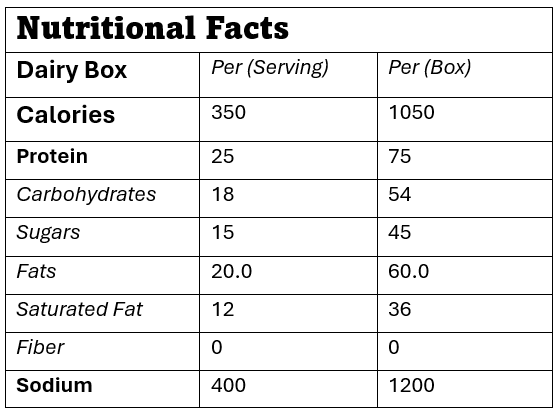 Nutritional Facts
Dairy Box Per (Serving) Per (Box)
Calories 350 1050
Protein 25 75
Carbohydrates 18 54
Sugars 15 45
Fats 20.0 60.0
Saturated Fat 12 36
Fiber 0 0
Sodium 400 1200